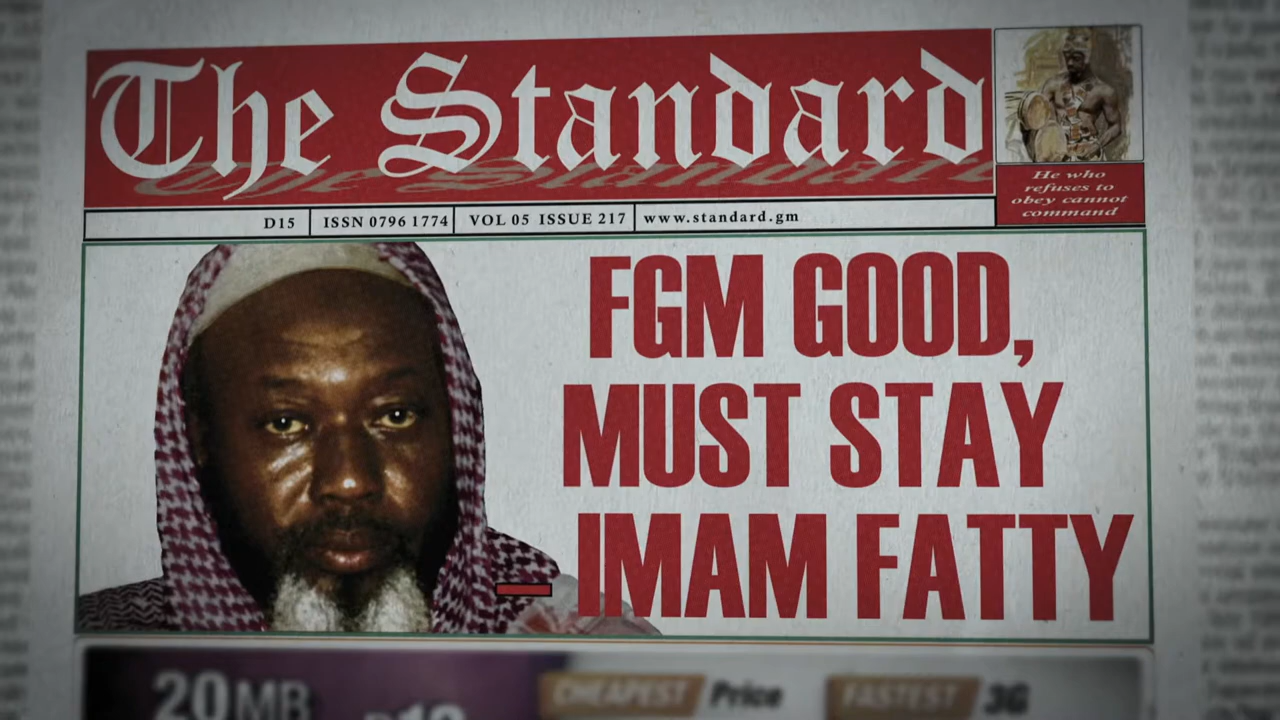 The Standard
He who
refuses to
obey cannot
command
D15 ISSN 0796 1774 VOL 05 ISSUE 217 www.standard.gm
FGM GOOD,
MUST STAY
– IMAM FATTY
20MB CHEAPEST Price FASTEST 3G